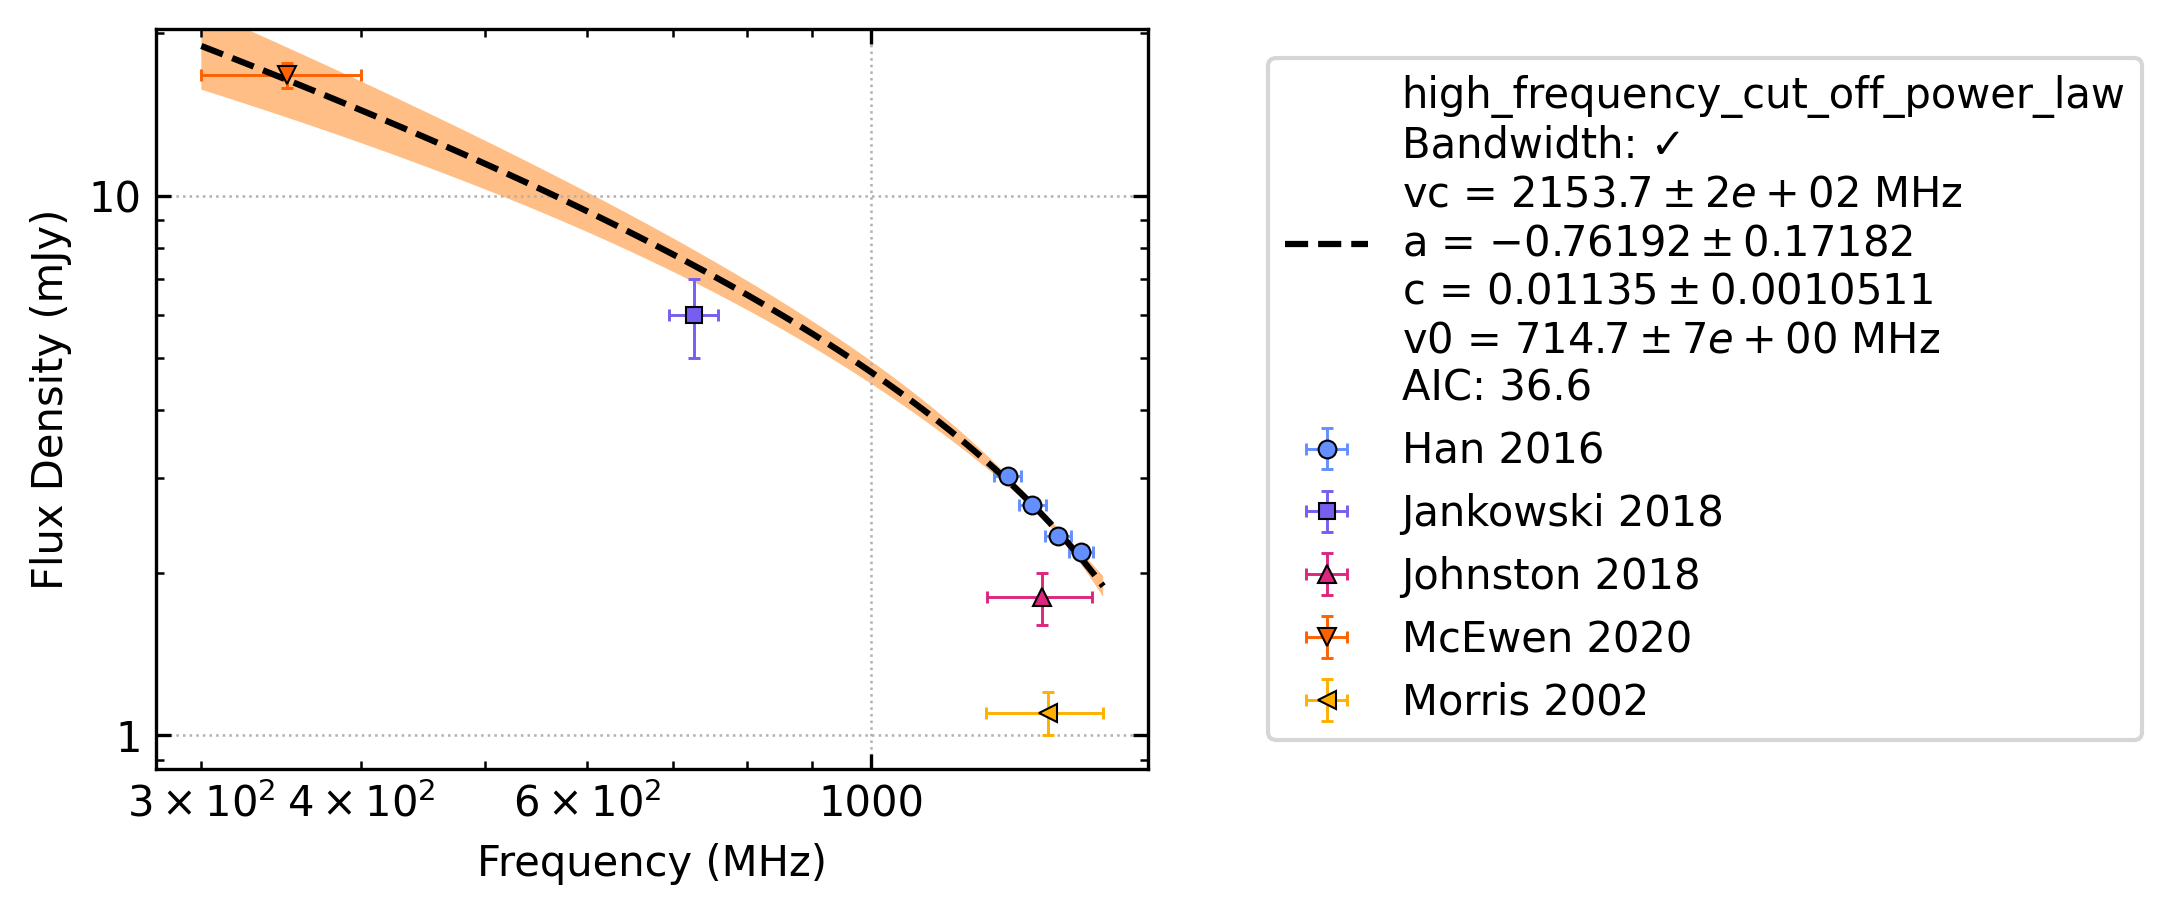 10
1
Flux Density (mJy)
3 × 10² 4 × 10² 6 × 10² 1000
Frequency (MHz)
high_frequency_cut_off_power_law
Bandwidth: ✓
vc = 2153.7 ± 2e + 02 MHz
a = −0.76192 ± 0.17182
c = 0.01135 ± 0.0010511
v0 = 714.7 ± 7e + 00 MHz
AIC: 36.6
Han 2016
Jankowski 2018
Johnston 2018
McEwen 2020
Morris 2002